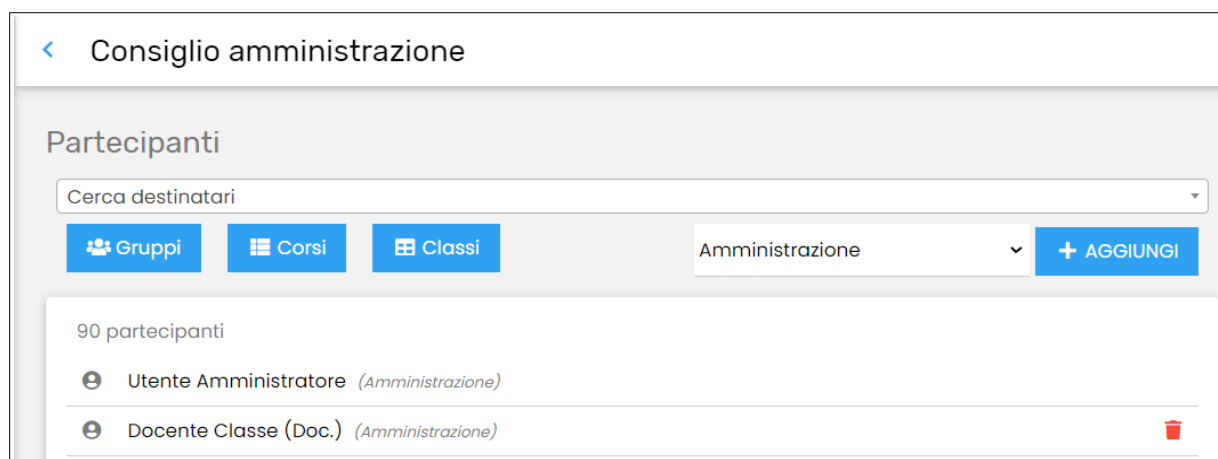 Consiglio amministrazione
Partecipanti
Cerca destinatari
Gruppi Corsi Classi Amministrazione + AGGIUNGI
90 partecipanti
Utente Amministratore (Amministrazione)
Docente Classe (Doc.) (Amministrazione)